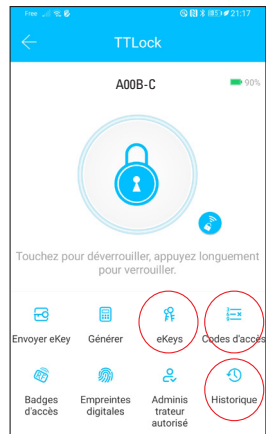 Free 21:17
TTLock
A00B-C 90%
Touchez pour déverrouiller, appuyez longuement
pour verrouiller.
Envoyer eKey Générer eKeys Codes d'accès
Badges Empreintes Adminis Historique
d'accès digitales trateur
autorisé